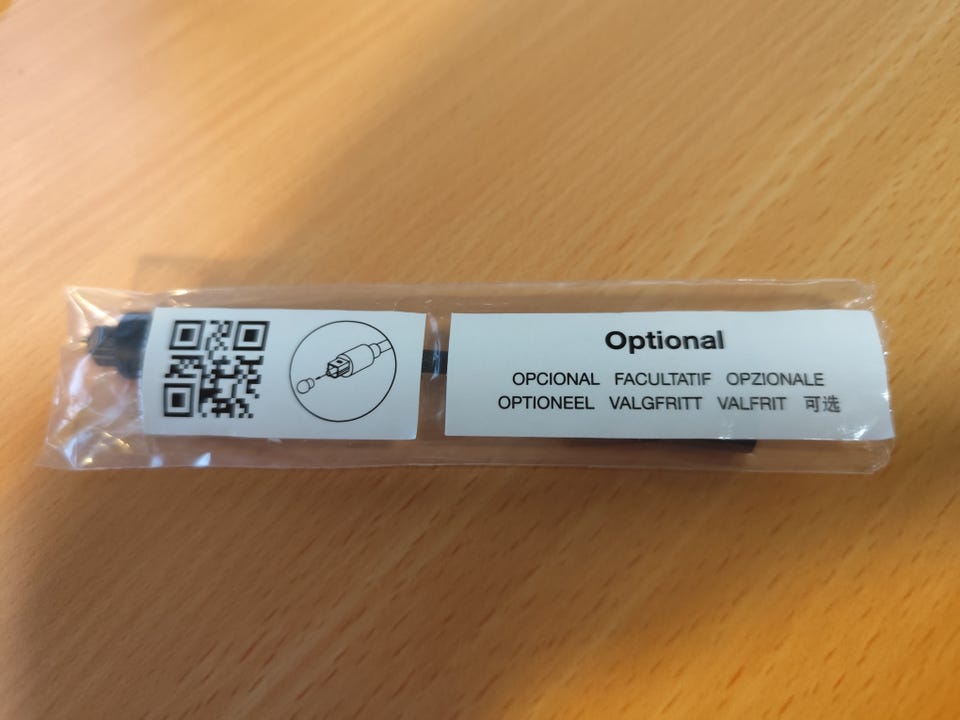 Optional
OPCIONAL FACULTATIF OPZIONALE
OPTIONEEL VALGFRITT VALFRIT 可选